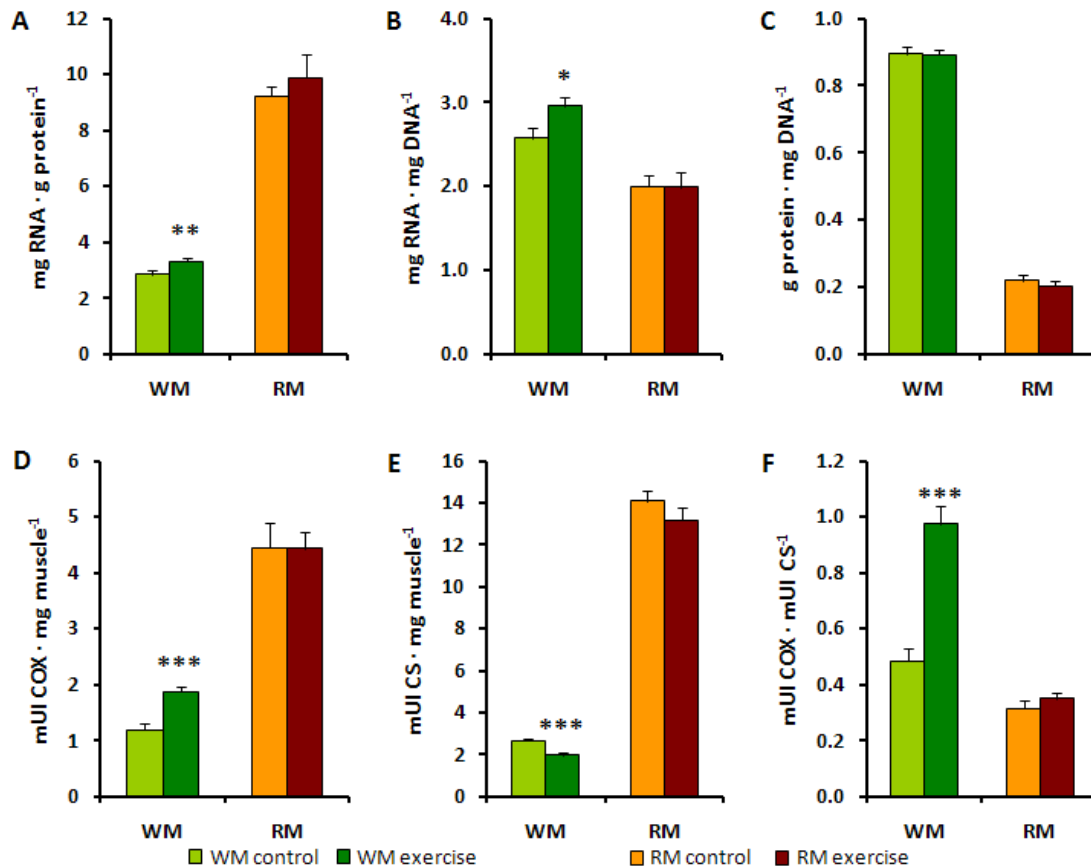 A
mg RNA · g protein⁻¹
12
10
8
6
4
2
0
**
WM RM
B
mg RNA · mg DNA⁻¹
4.0
3.0
2.0
1.0
0.0
*
WM RM
C
g protein · mg DNA⁻¹
1.0
0.8
0.6
0.4
0.2
0.0
WM RM
D
mUI COX · mg muscle⁻¹
6
5
4
3
2
1
0
***
WM RM
E
mUI CS · mg muscle⁻¹
16
14
12
10
8
6
4
2
0
***
WM RM
F
mUI COX · mUI CS⁻¹
1.2
1.0
0.8
0.6
0.4
0.2
0.0
***
WM RM
WM control WM exercise RM control RM exercise